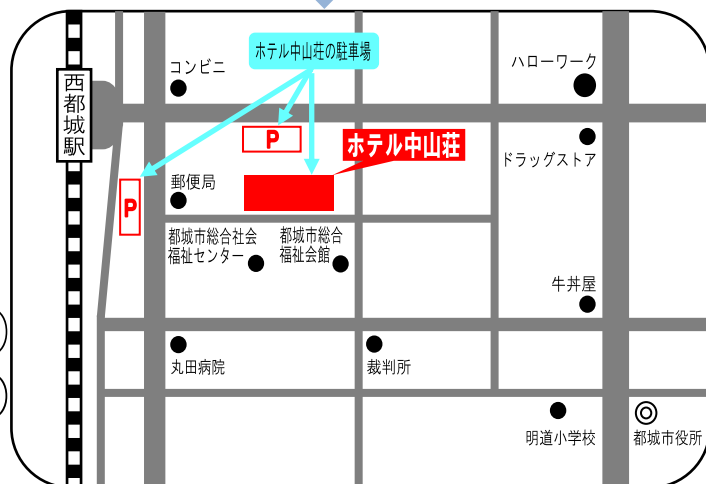 ホテル中山荘の駐車場
コンビニ
ハローワーク
西都城駅
P
ホテル中山荘
ドラッグストア
郵便局
P
都城市総合社会
福祉センター
都城市総合
福祉会館
牛丼屋
丸田病院
裁判所
明道小学校
都城市役所